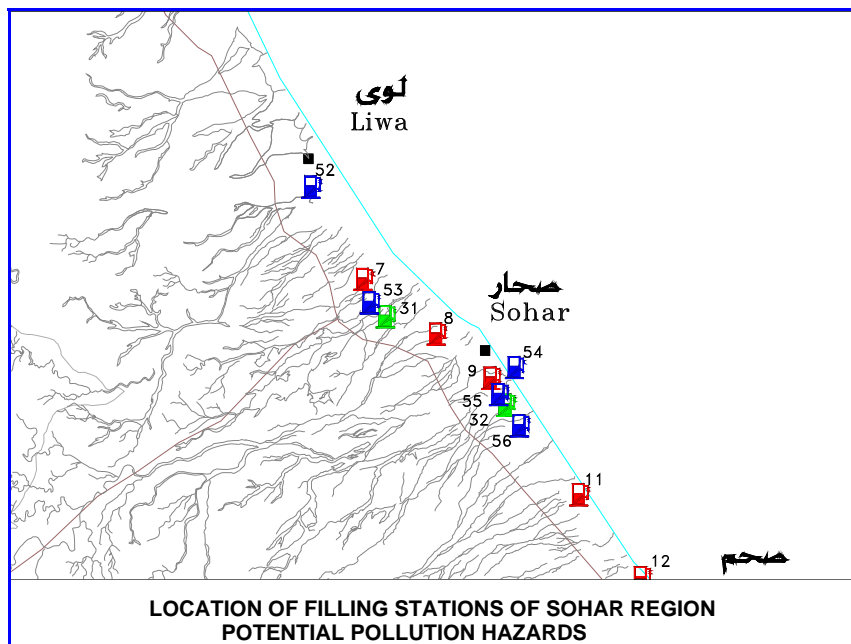 لوى
Liwa
52
7
53
31
صحار
Sohar
8
54
9
55
32
56
11
12
صحم
LOCATION OF FILLING STATIONS OF SOHAR REGION
POTENTIAL POLLUTION HAZARDS